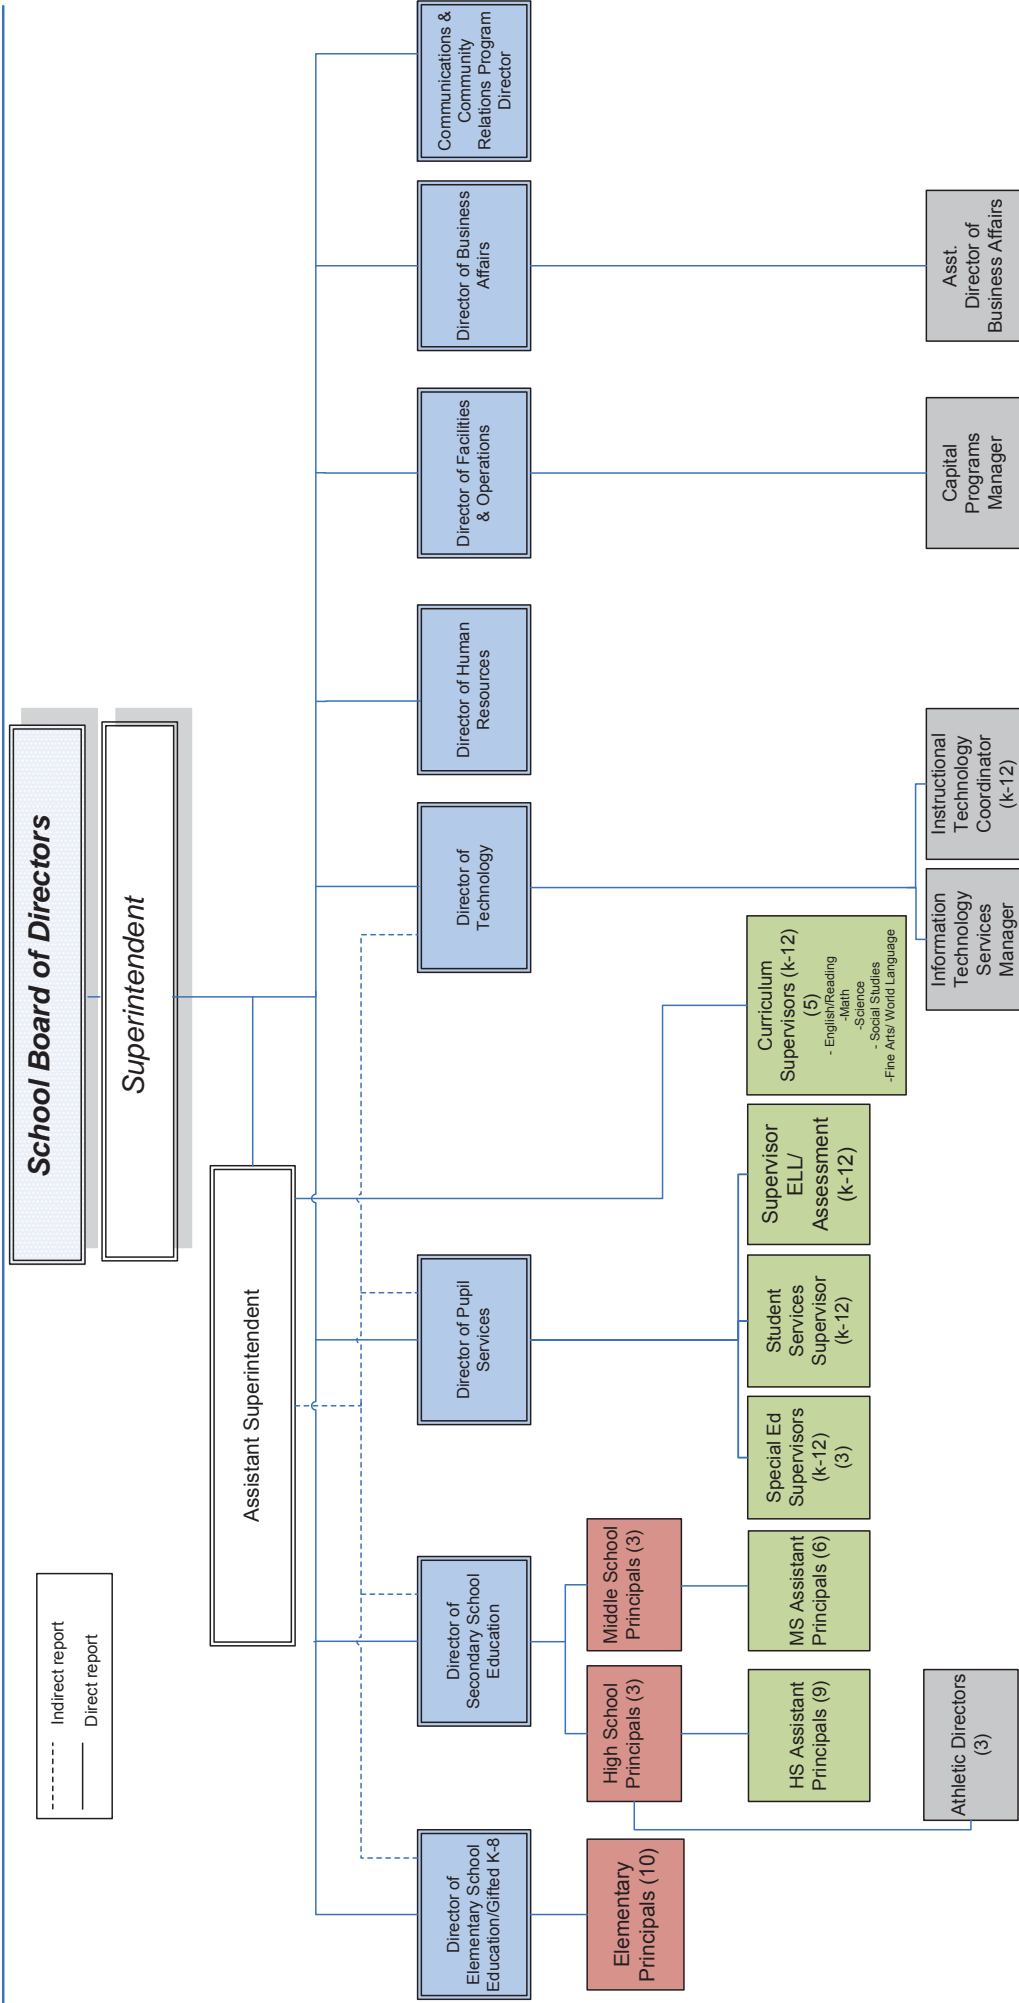 School Board of Directors
Superintendent
Assistant Superintendent
Indirect report
Direct report
Director of
Elementary School
Education/Gifted K-8
Director of
Secondary School
Education
Director of Pupil
Services
Director of
Technology
Director of Human
Resources
Director of Facilities
& Operations
Director of Business
Affairs
Communications &
Community
Relations Program
Director
Elementary
Principals (10)
High School
Principals (3)
Middle School
Principals (3)
HS Assistant
Principals (9)
MS Assistant
Principals (6)
Special Ed
Supervisors
(k-12)
(3)
Student
Services
Supervisor
(k-12)
Supervisor
ELL/
Assessment
(k-12)
Curriculum
Supervisors (k-12)
(5)
- English/Reading
-Math
-Science
- Social Studies
-Fine Arts/ World Language
Athletic Directors
(3)
Information
Technology
Services
Manager
Instructional
Technology
Coordinator
(k-12)
Capital
Programs
Manager
Asst.
Director of
Business Affairs